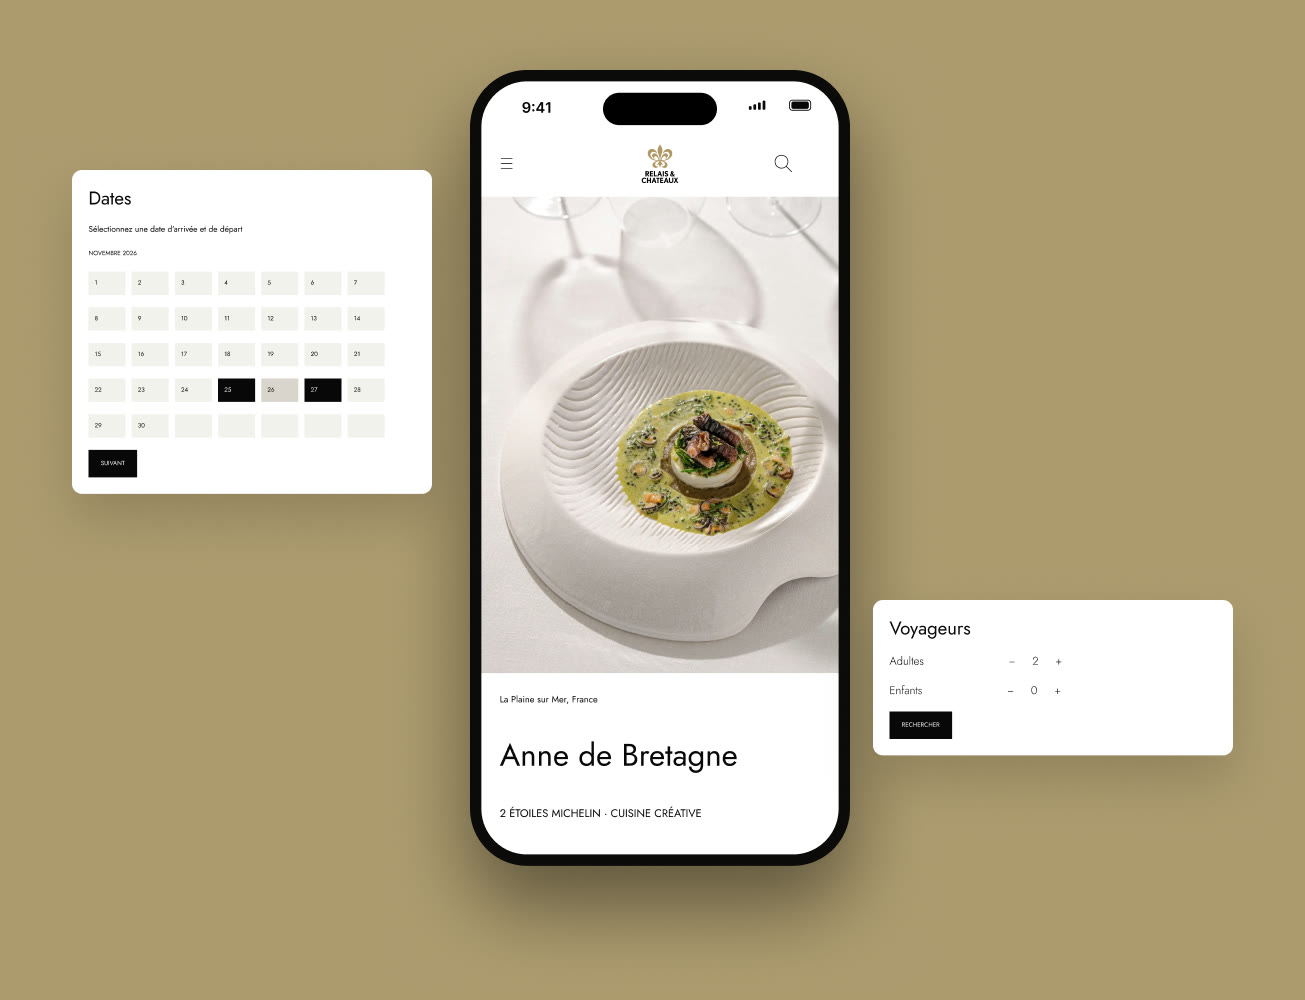 9:41
RELAIS &
CHATEAUX
Dates
Sélectionnez une date d'arrivée et de départ
NOVEMBRE 2026
1 2 3 4 5 6 7
8 9 10 11 12 13 14
15 16 17 18 19 20 21
22 23 24 25 26 27 28
29 30
SUIVANT
La Plaine sur Mer, France
Anne de Bretagne
2 ÉTOILES MICHELIN · CUISINE CRÉATIVE
Voyageurs
Adultes − 2 +
Enfants − 0 +
RECHERCHER